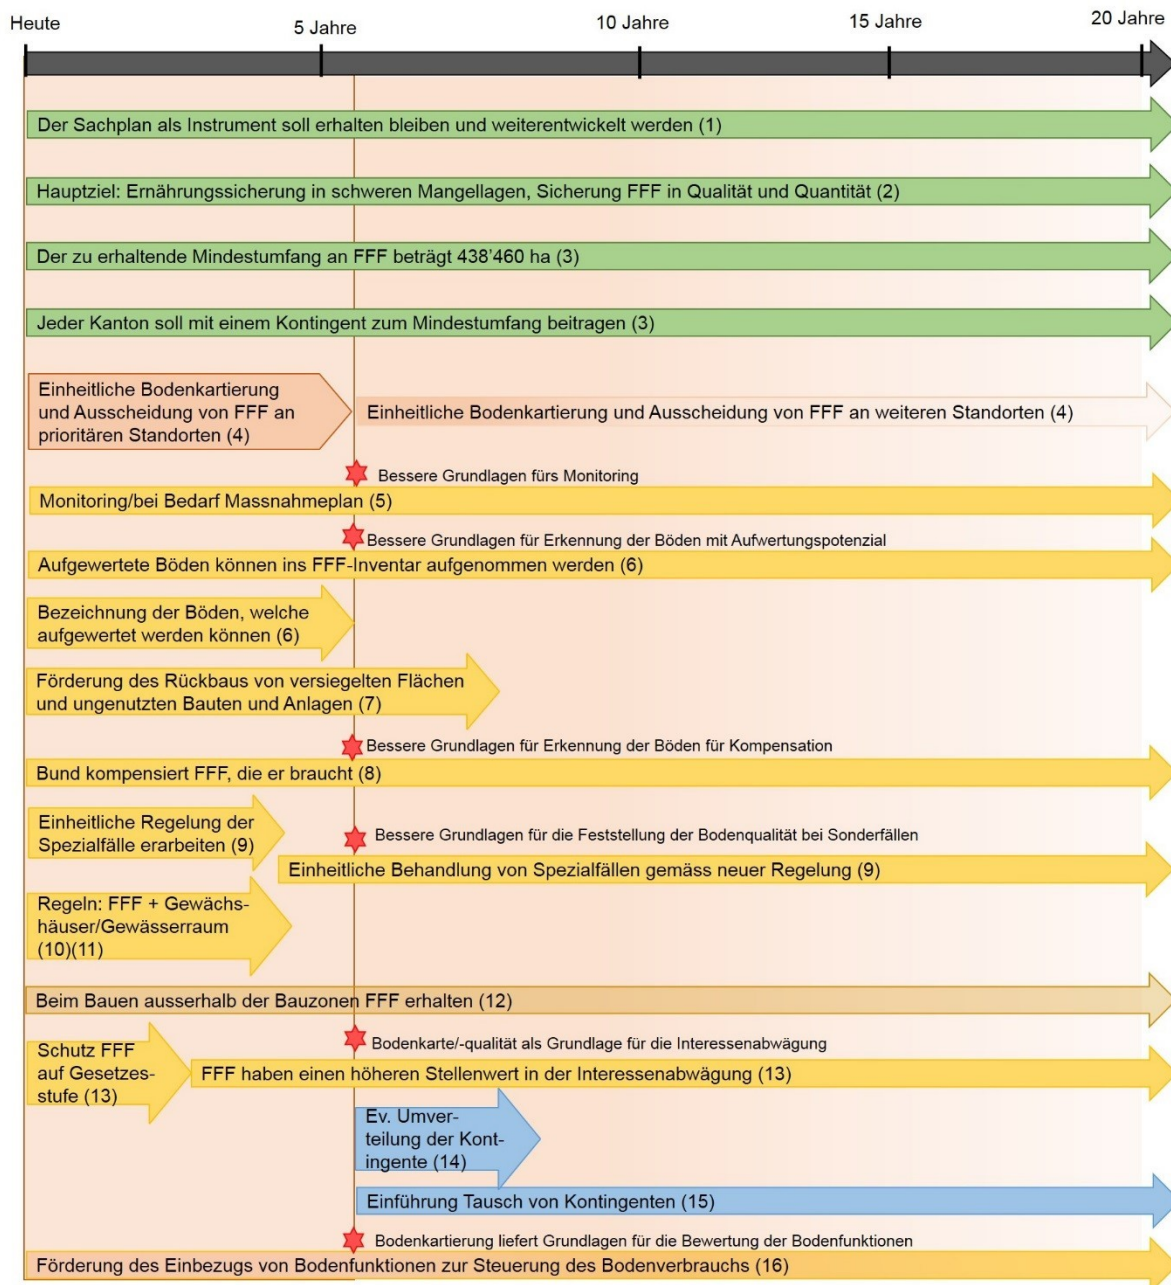 Heute
5 Jahre
10 Jahre
15 Jahre
20 Jahre
Der Sachplan als Instrument soll erhalten bleiben und weiterentwickelt werden (1)
Hauptziel: Ernährungssicherung in schweren Mangellagen, Sicherung FFF in Qualität und Quantität (2)
Der zu erhaltende Mindestumfang an FFF beträgt 438'460 ha (3)
Jeder Kanton soll mit einem Kontingent zum Mindestumfang beitragen (3)
Einheitliche Bodenkartierung
und Ausscheidung von FFF an
prioritären Standorten (4)
Einheitliche Bodenkartierung und Ausscheidung von FFF an weiteren Standorten (4)
Bessere Grundlagen fürs Monitoring
Monitoring/bei Bedarf Massnahmeplan (5)
Bessere Grundlagen für Erkennung der Böden mit Aufwertungspotenzial
Aufgewertete Böden können ins FFF-Inventar aufgenommen werden (6)
Bezeichnung der Böden, welche
aufgewertet werden können (6)
Förderung des Rückbaus von versiegelten Flächen
und ungenutzten Bauten und Anlagen (7)
Bessere Grundlagen für Erkennung der Böden für Kompensation
Bund kompensiert FFF, die er braucht (8)
Einheitliche Regelung der
Spezialfälle erarbeiten (9)
Bessere Grundlagen für die Feststellung der Bodenqualität bei Sonderfällen
Einheitliche Behandlung von Spezialfällen gemäss neuer Regelung (9)
Regeln: FFF + Gewächs-
häuser/Gewässerraum
(10)(11)
Beim Bauen ausserhalb der Bauzonen FFF erhalten (12)
Bodenkarte/-qualität als Grundlage für die Interessenabwägung
Schutz FFF
auf Gesetzes-
stufe (13)
FFF haben einen höheren Stellenwert in der Interessenabwägung (13)
Ev. Umver-
teilung der Kont-
ingente (14)
Einführung Tausch von Kontingenten (15)
Bodenkartierung liefert Grundlagen für die Bewertung der Bodenfunktionen
Förderung des Einbezugs von Bodenfunktionen zur Steuerung des Bodenverbrauchs (16)